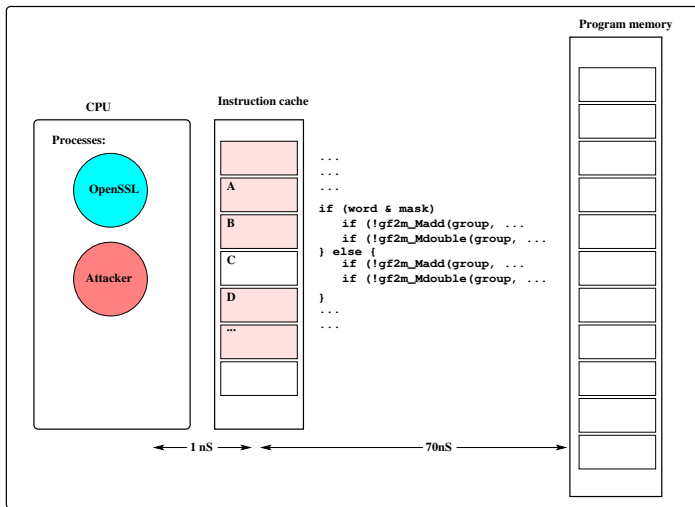 Program memory
CPU
Instruction cache
Processes:
OpenSSL
Attacker
A
B
C
D
...
...
...
...
if (word & mask)
if (!gf2m_Madd(group, ...
if (!gf2m_Mdouble(group, ...
} else {
if (!gf2m_Madd(group, ...
if (!gf2m_Mdouble(group, ...
}
...
...
1 nS
70nS